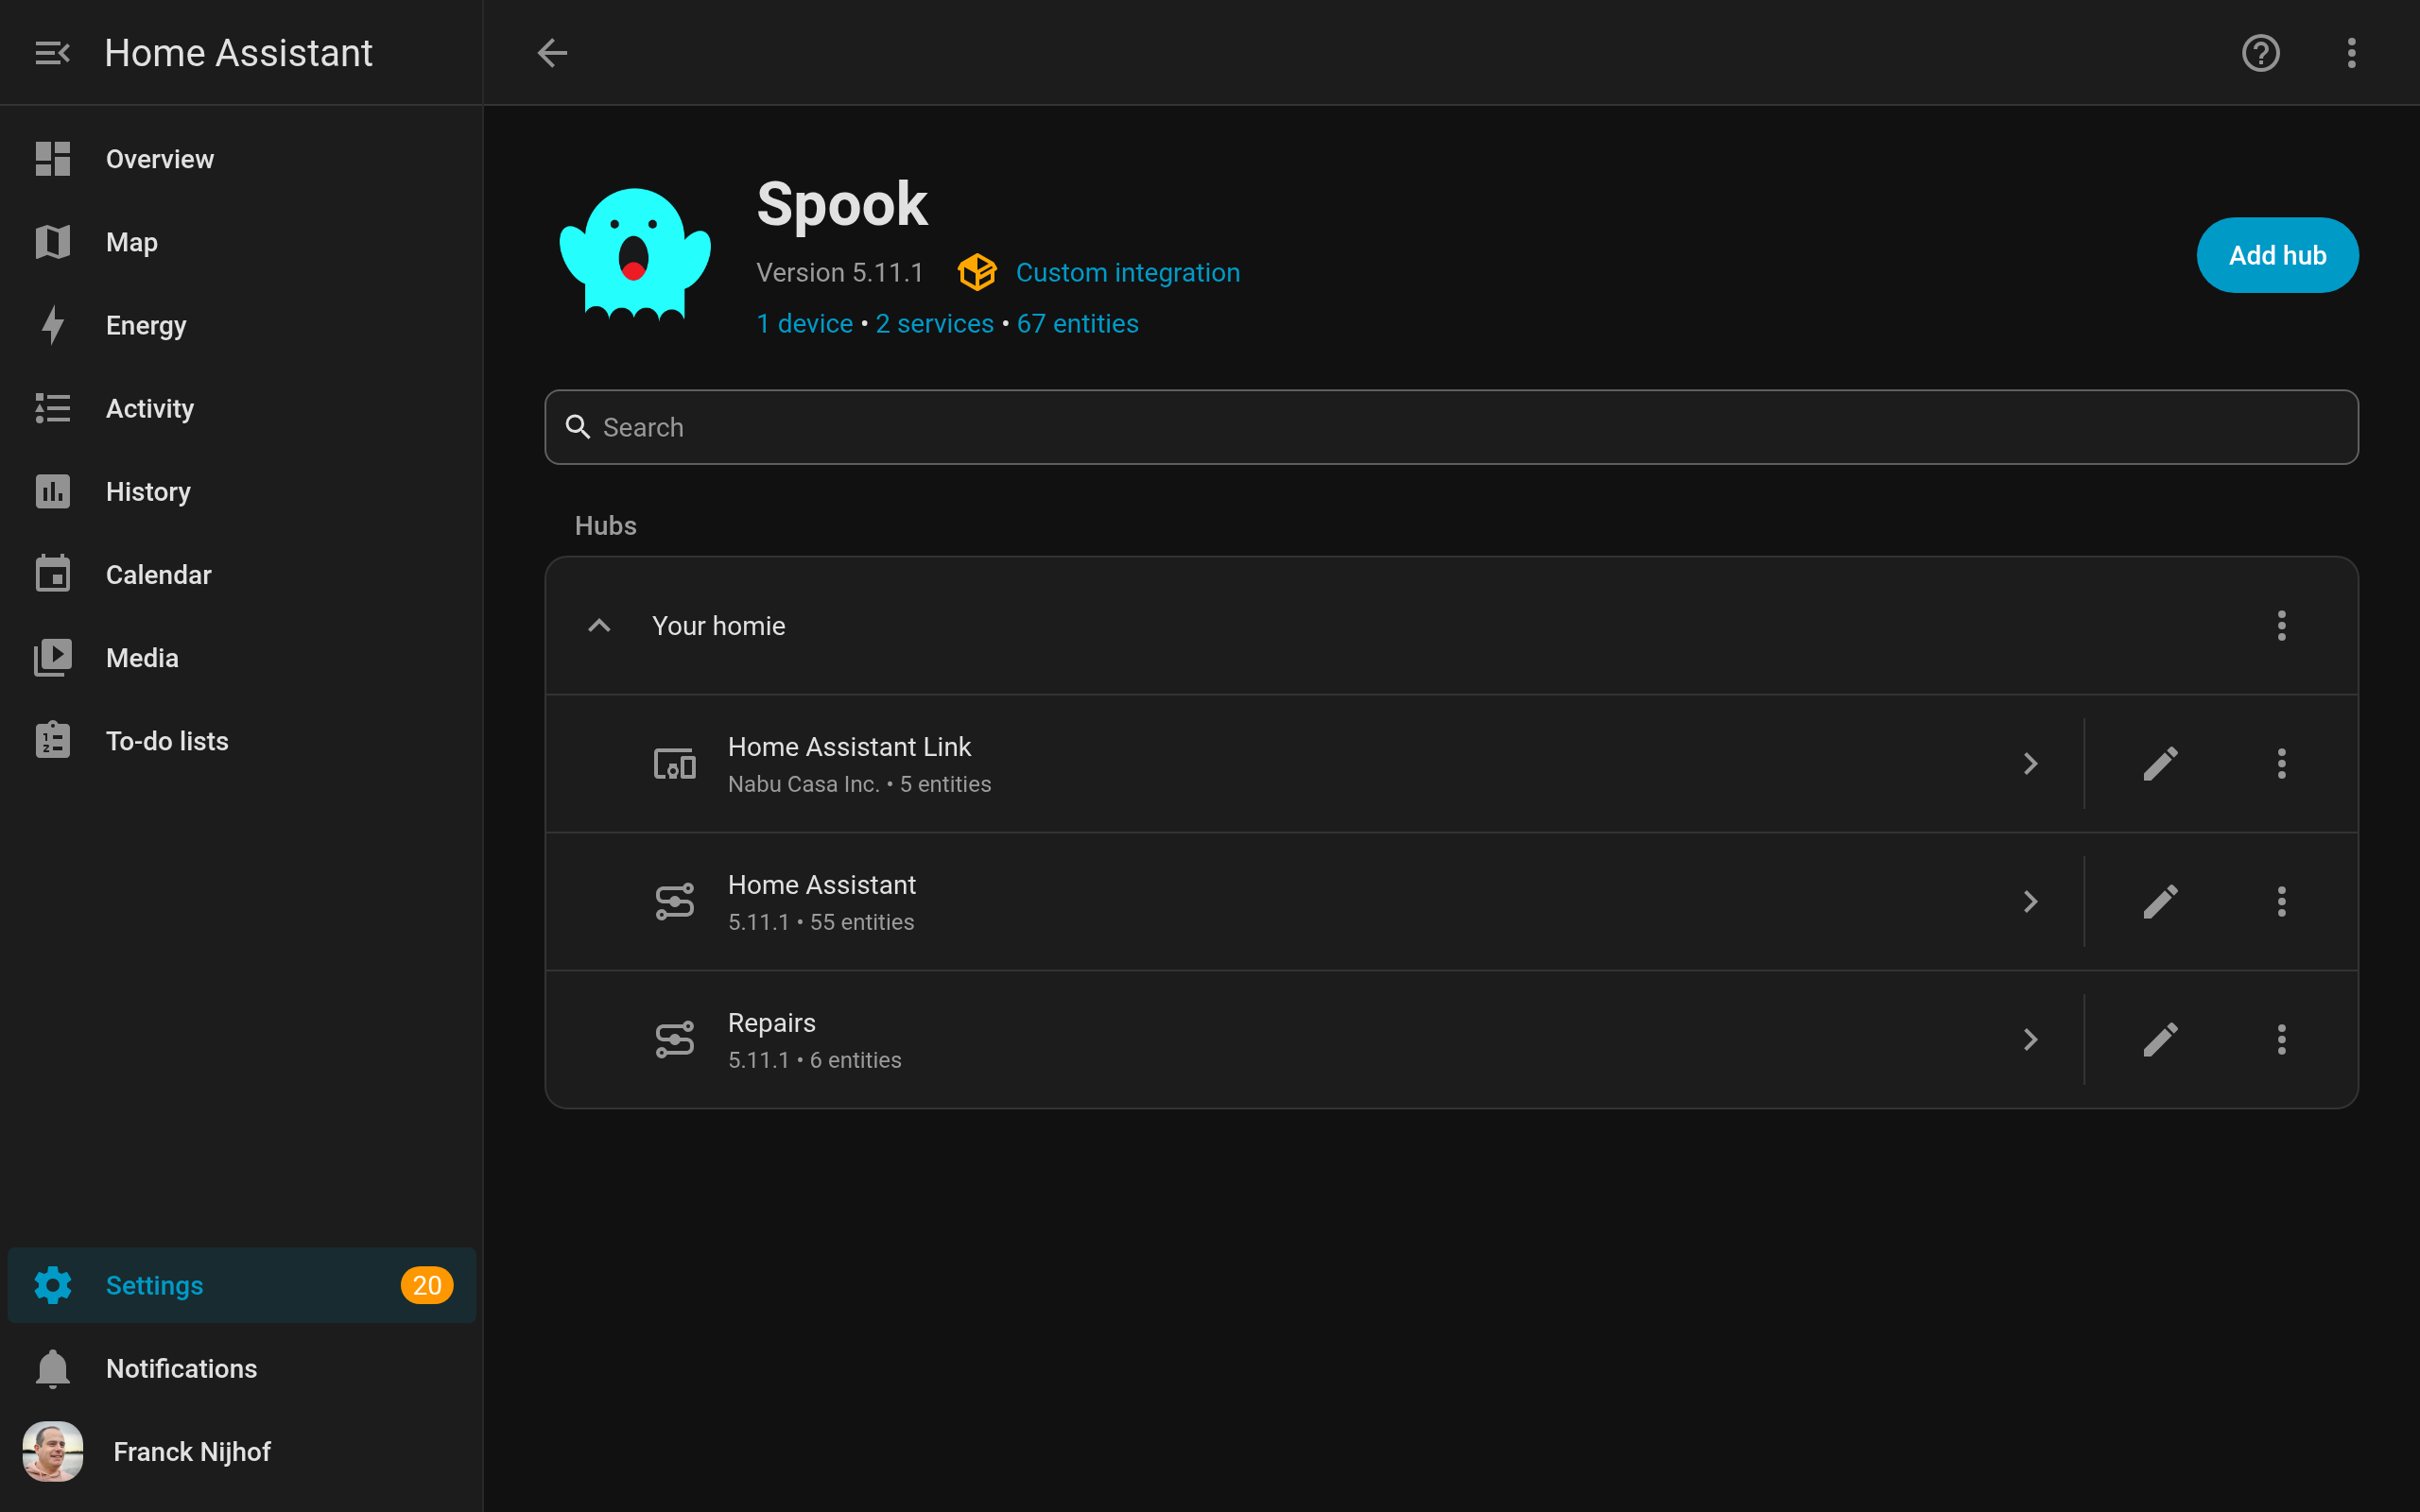 Home Assistant
Overview
Map
Energy
Activity
History
Calendar
Media
To-do lists
Settings 20
Notifications
Franck Nijhof
Spook
Version 5.11.1 Custom integration
1 device • 2 services • 67 entities
Add hub
Search
Hubs
Your homie
Home Assistant Link
Nabu Casa Inc. • 5 entities
Home Assistant
5.11.1 • 55 entities
Repairs
5.11.1 • 6 entities